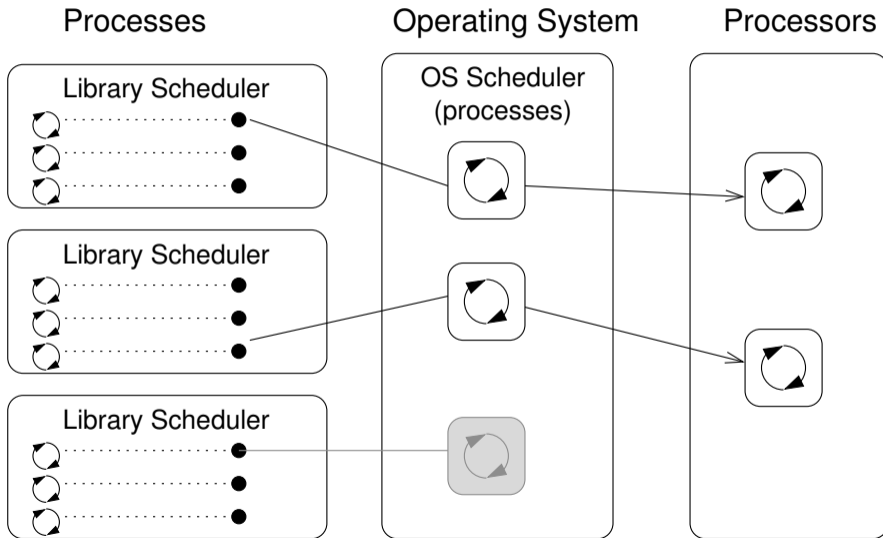 Processes
Operating System
Processors
Library Scheduler
OS Scheduler
(processes)
Library Scheduler
Library Scheduler